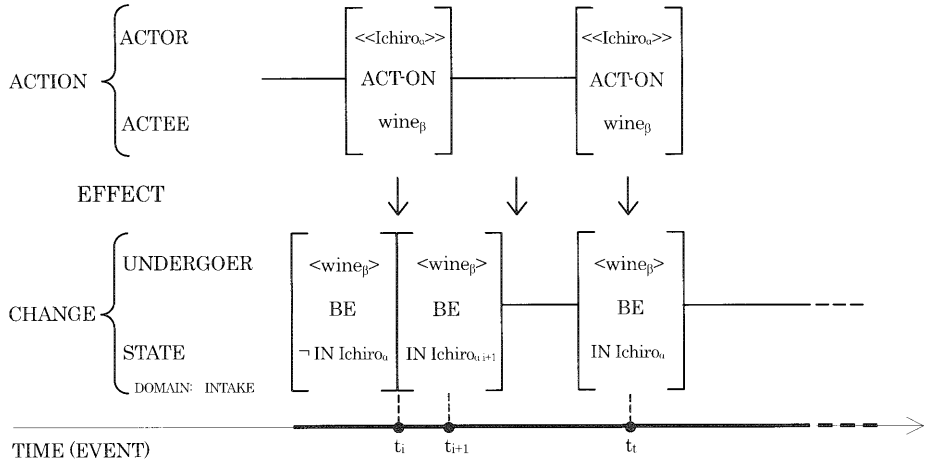 ACTOR <<Ichiroα>> <<Ichiroα>>
ACTION ACT-ON ACT-ON
ACTEE wineβ wineβ
EFFECT
UNDERGOER <wineβ> <wineβ> <wineβ>
CHANGE BE BE BE
STATE ¬ IN Ichiroα IN Ichiroα i+1 IN Ichiroα
DOMAIN: INTAKE
TIME (EVENT) ti ti+1 tt